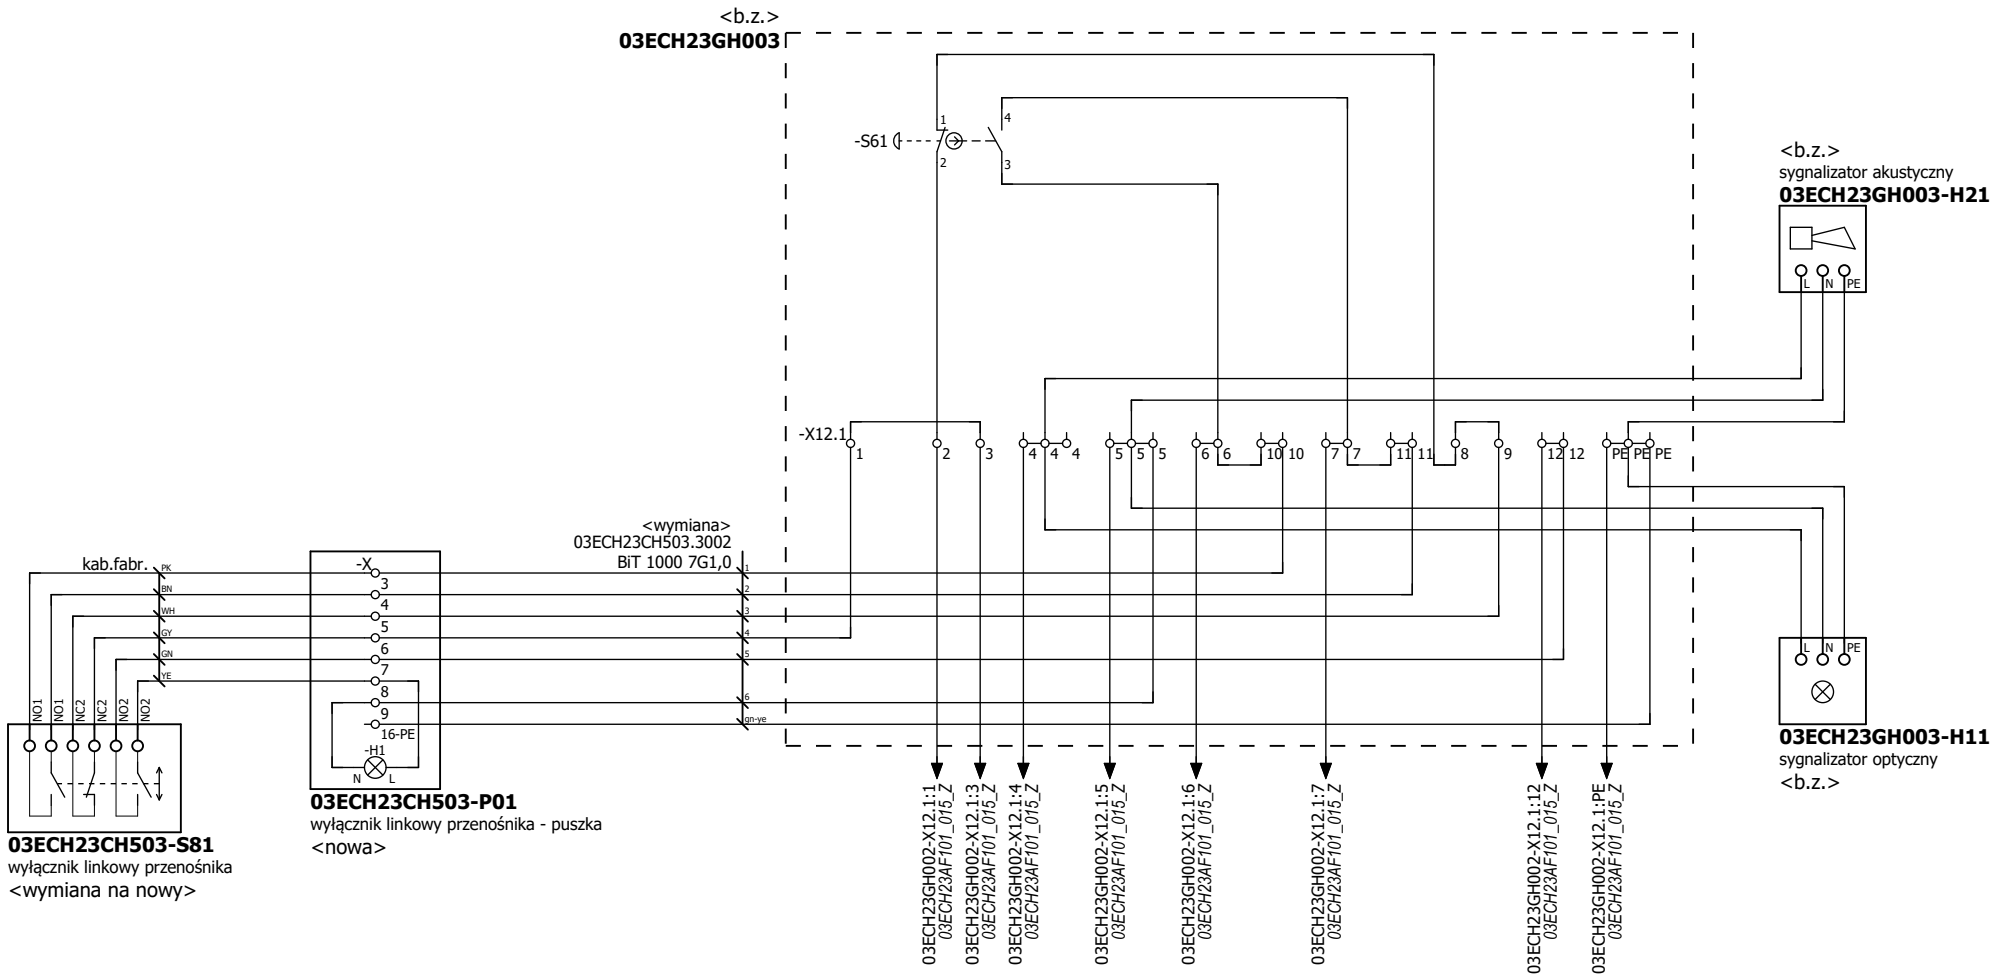 <b.z.>
03ECH23GH003
-S61
1
2
4
3
<b.z.>
sygnalizator akustyczny
03ECH23GH003-H21
L N PE
-X12.1
1 2 3 4 4 4 5 5 5 6 6 10 10 7 7 11 11 8 9 12 12 PE PE PE
<wymiana>
03ECH23CH503.3002
BiT 1000 7G1,0
1
2
3
4
5
6
gn-ye
kab.fabr.
PK
BN
WH
GY
GN
YE
-X
3
4
5
6
7
8
9
16-PE
-H1
N L
03ECH23CH503-P01
wyłącznik linkowy przenośnika - puszka
<nowa>
NO1 NO1 NC2 NC2 NO2 NO2
03ECH23CH503-S81
wyłącznik linkowy przenośnika
<wymiana na nowy>
L N PE
03ECH23GH003-H11
sygnalizator optyczny
<b.z.>
03ECH23GH002-X12.1:1
03ECH23AF101_015_Z
03ECH23GH002-X12.1:3
03ECH23AF101_015_Z
03ECH23GH002-X12.1:4
03ECH23AF101_015_Z
03ECH23GH002-X12.1:5
03ECH23AF101_015_Z
03ECH23GH002-X12.1:6
03ECH23AF101_015_Z
03ECH23GH002-X12.1:7
03ECH23AF101_015_Z
03ECH23GH002-X12.1:12
03ECH23AF101_015_Z
03ECH23GH002-X12.1:PE
03ECH23AF101_015_Z